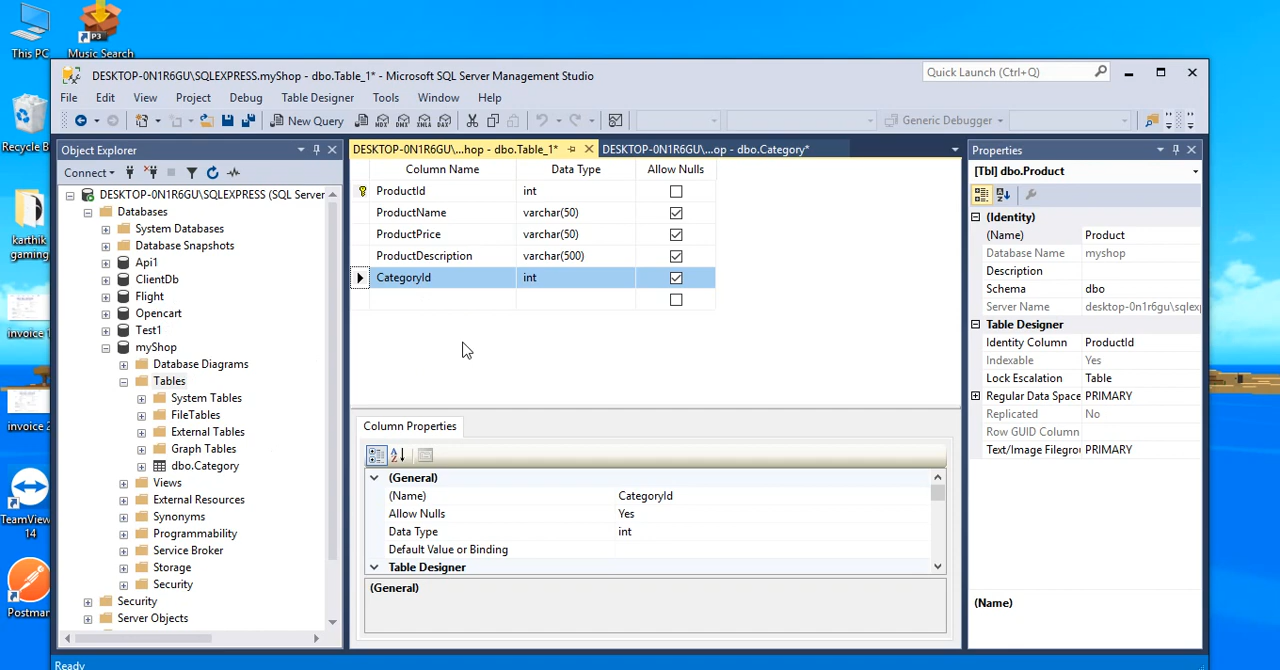 This PC
Music Search
Recycle B
karthik
gaming
invoice 1
invoice 2
TeamView
14
Postman
DESKTOP-0N1R6GU\SQLEXPRESS.myShop - dbo.Table_1* - Microsoft SQL Server Management Studio
Quick Launch (Ctrl+Q)
File Edit View Project Debug Table Designer Tools Window Help
New Query
MDX DMX XMLA DAX
Generic Debugger
Object Explorer
Connect
DESKTOP-0N1R6GU\SQLEXPRESS (SQL Server
Databases
System Databases
Database Snapshots
Api1
ClientDb
Flight
Opencart
Test1
myShop
Database Diagrams
Tables
System Tables
FileTables
External Tables
Graph Tables
dbo.Category
Views
External Resources
Synonyms
Programmability
Service Broker
Storage
Security
Security
Server Objects
DESKTOP-0N1R6GU\...hop - dbo.Table_1*
DESKTOP-0N1R6GU\...op - dbo.Category*
Column Name Data Type Allow Nulls
ProductId int
ProductName varchar(50)
ProductPrice varchar(50)
ProductDescription varchar(500)
CategoryId int
Column Properties
(General)
(Name) CategoryId
Allow Nulls Yes
Data Type int
Default Value or Binding
Table Designer
(General)
Properties
[Tbl] dbo.Product
(Identity)
(Name) Product
Database Name myshop
Description
Schema dbo
Server Name desktop-0n1r6gu\sqlexp
Table Designer
Identity Column ProductId
Indexable Yes
Lock Escalation Table
Regular Data Space PRIMARY
Replicated No
Row GUID Column
Text/Image Filegro PRIMARY
(Name)
Ready